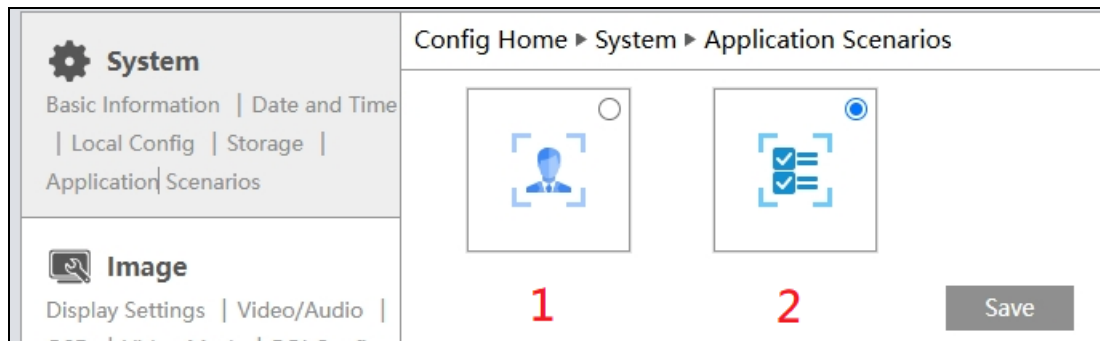 System
Basic Information | Date and Time
| Local Config | Storage |
Application Scenarios
Image
Display Settings | Video/Audio |
Config Home ▸ System ▸ Application Scenarios
1
2
Save